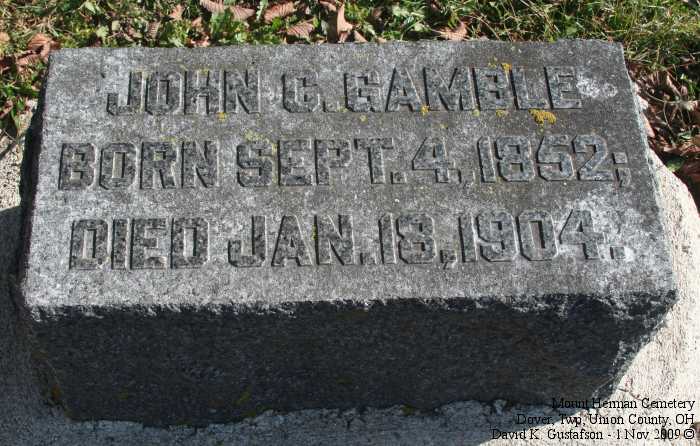 JOHN G. GAMBLE
BORN SEPT. 4, 1852;
DIED JAN. 18, 1904.
Mount Herman Cemetery
Dover, Twp, Union County, OH
David K. Gustafson - 1 Nov 2009 ©